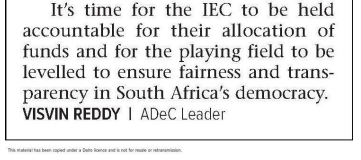 It's time for the IEC to be held
accountable for their allocation of
funds and for the playing field to be
levelled to ensure fairness and trans-
parency in South Africa's democracy.
VISVIN REDDY | ADeC Leader
This material has been copied under a Dalro licence and is not for resale or retransmission.